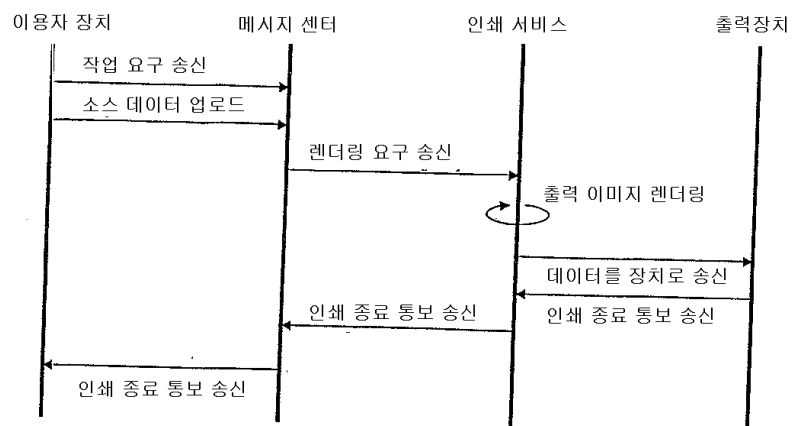 이용자 장치
메시지 센터
인쇄 서비스
출력장치
작업 요구 송신
소스 데이터 업로드
렌더링 요구 송신
출력 이미지 렌더링
데이터를 장치로 송신
인쇄 종료 통보 송신
인쇄 종료 통보 송신
인쇄 종료 통보 송신